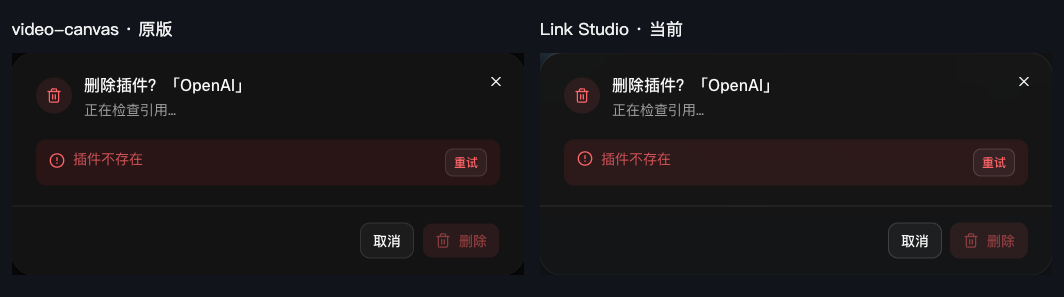 video-canvas · 原版
删除插件？「OpenAI」
正在检查引用…
插件不存在
重试
取消
删除
Link Studio · 当前
删除插件？「OpenAI」
正在检查引用…
插件不存在
重试
取消
删除